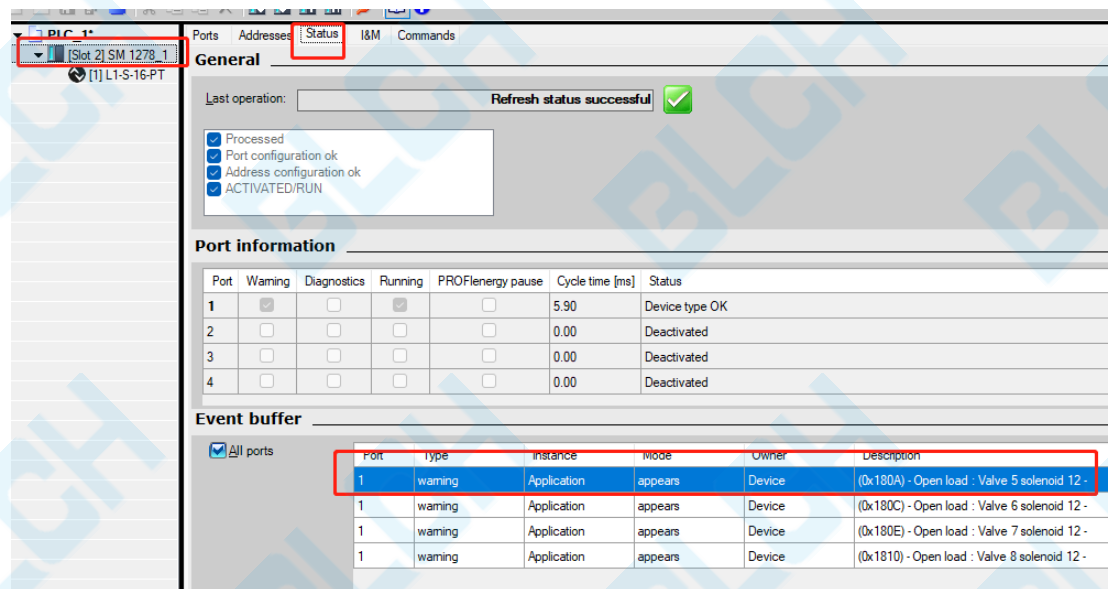 PLC_1*
[Slot 2] SM 1278_1
[1] L1-S-16-PT
Ports Addresses Status I&M Commands
General
Last operation: Refresh status successful
Processed
Port configuration ok
Address configuration ok
ACTIVATED/RUN
Port information
Port Warning Diagnostics Running PROFIenergy pause Cycle time [ms] Status
1 5.90 Device type OK
2 0.00 Deactivated
3 0.00 Deactivated
4 0.00 Deactivated
Event buffer
All ports
Port Type Instance Mode Owner Description
1 warning Application appears Device (0x180A) - Open load : Valve 5 solenoid 12 -
1 warning Application appears Device (0x180C) - Open load : Valve 6 solenoid 12 -
1 warning Application appears Device (0x180E) - Open load : Valve 7 solenoid 12 -
1 warning Application appears Device (0x1810) - Open load : Valve 8 solenoid 12 -
BLCH